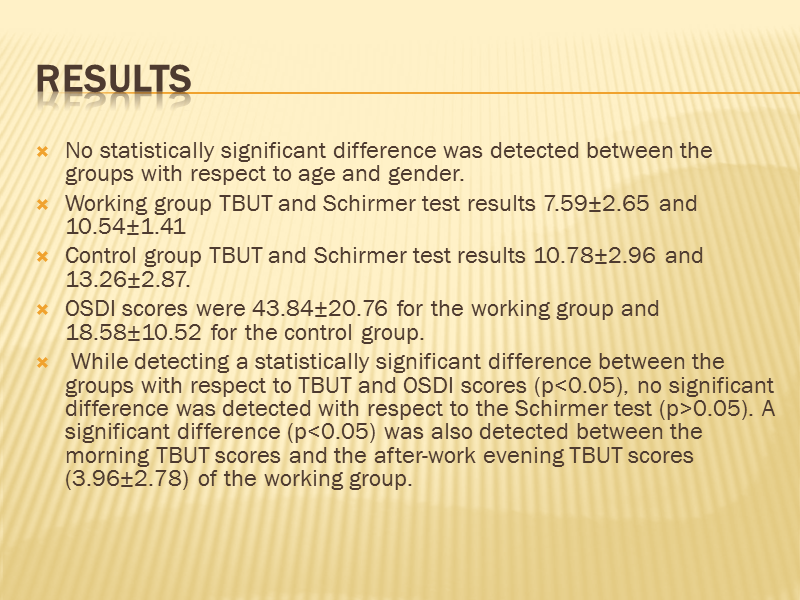 RESULTS
No statistically significant difference was detected between the
groups with respect to age and gender.
Working group TBUT and Schirmer test results 7.59±2.65 and
10.54±1.41
Control group TBUT and Schirmer test results 10.78±2.96 and
13.26±2.87.
OSDI scores were 43.84±20.76 for the working group and
18.58±10.52 for the control group.
While detecting a statistically significant difference between the
groups with respect to TBUT and OSDI scores (p<0.05), no significant
difference was detected with respect to the Schirmer test (p>0.05). A
significant difference (p<0.05) was also detected between the
morning TBUT scores and the after-work evening TBUT scores
(3.96±2.78) of the working group.